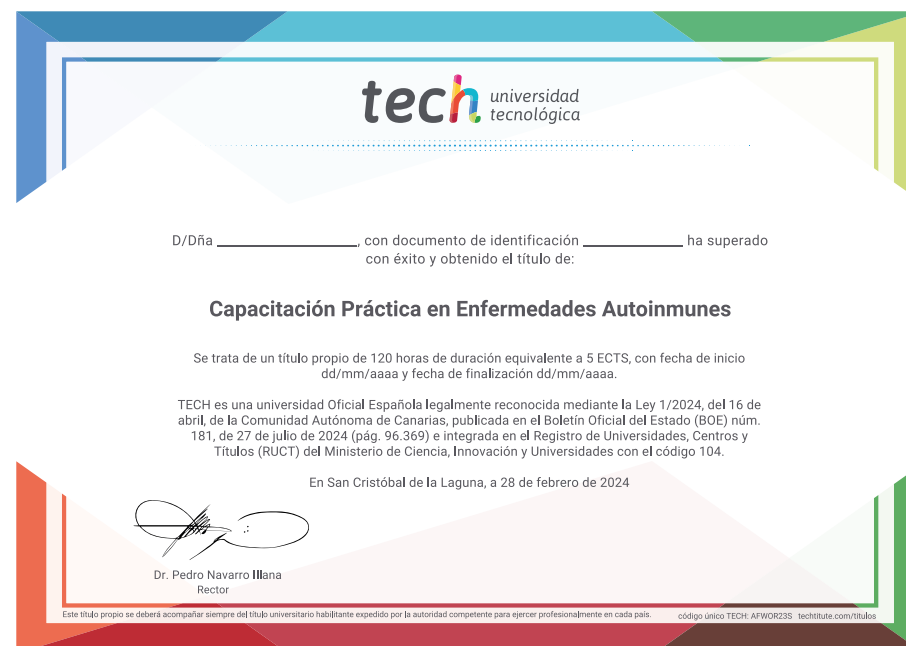 tech universidad
tecnológica
D/Dña ________________, con documento de identificación ____________ ha superado
con éxito y obtenido el título de:
Capacitación Práctica en Enfermedades Autoinmunes
Se trata de un título propio de 120 horas de duración equivalente a 5 ECTS, con fecha de inicio
dd/mm/aaaa y fecha de finalización dd/mm/aaaa.
TECH es una universidad Oficial Española legalmente reconocida mediante la Ley 1/2024, del 16 de
abril, de la Comunidad Autónoma de Canarias, publicada en el Boletín Oficial del Estado (BOE) núm.
181, de 27 de julio de 2024 (pág. 96.369) e integrada en el Registro de Universidades, Centros y
Títulos (RUCT) del Ministerio de Ciencia, Innovación y Universidades con el código 104.
En San Cristóbal de la Laguna, a 28 de febrero de 2024
Dr. Pedro Navarro Illana
Rector
Este título propio se deberá acompañar siempre del título universitario habilitante expedido por la autoridad competente para ejercer profesionalmente en cada país.
código único TECH: AFWOR23S techtitute.com/titulos